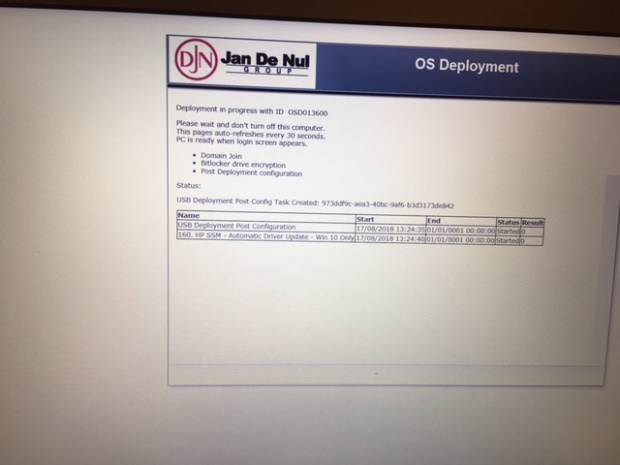 DJN Jan De Nul
GROUP
OS Deployment
Deployment in progress with ID OSD013600
Please wait and don't turn off this computer.
This pages auto-refreshes every 30 seconds.
PC is ready when login screen appears.
• Domain Join
• Bitlocker drive encryption
• Post Deployment configuration
Status:
USB Deployment Post Config Task Created: 973ddf9c-aea3-40bc-9af6-b3d3173de842
Name Start End Status Result
USB Deployment Post Configuration 17/08/2018 13:24:35 01/01/0001 00:00:00 Started 0
160. HP SSM - Automatic Driver Update - Win 10 Only 17/08/2018 13:24:40 01/01/0001 00:00:00 Started 0